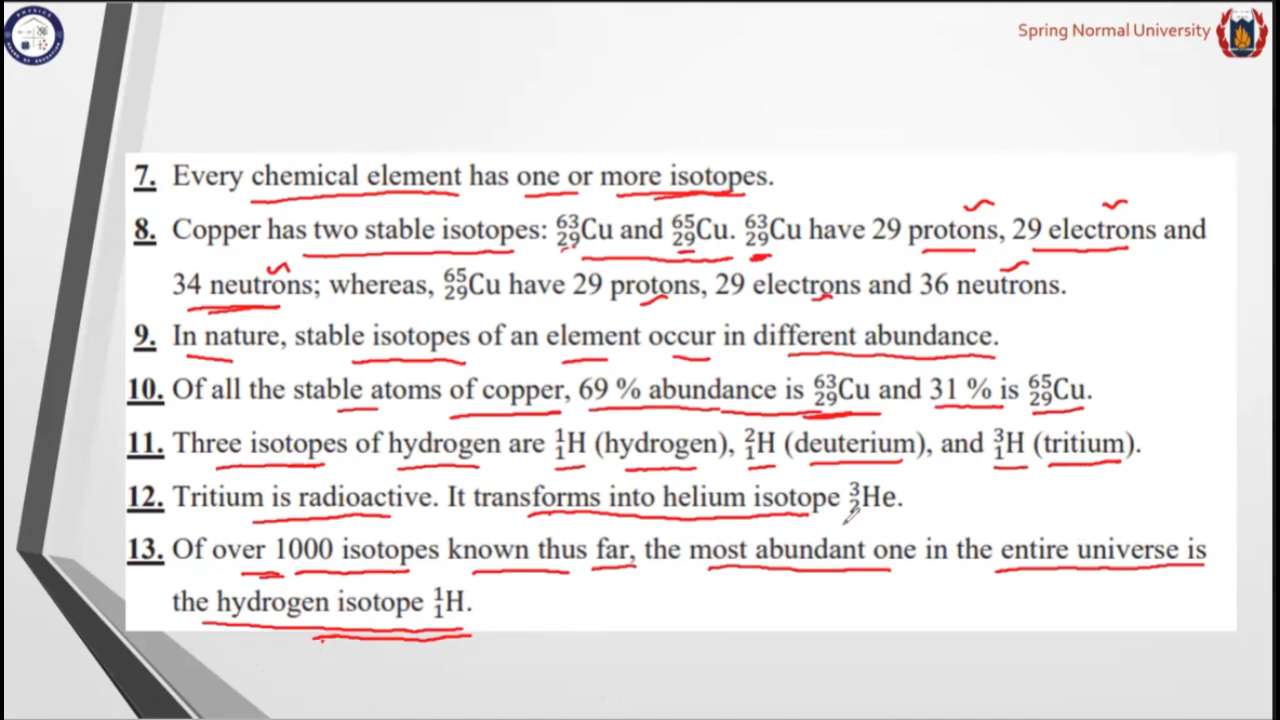 Spring Normal University
7. Every chemical element has one or more isotopes.
8. Copper has two stable isotopes: ⁶³₂₉Cu and ⁶⁵₂₉Cu. ⁶³₂₉Cu have 29 protons, 29 electrons and
34 neutrons; whereas, ⁶⁵₂₉Cu have 29 protons, 29 electrons and 36 neutrons.
9. In nature, stable isotopes of an element occur in different abundance.
10. Of all the stable atoms of copper, 69 % abundance is ⁶³₂₉Cu and 31 % is ⁶⁵₂₉Cu.
11. Three isotopes of hydrogen are ¹₁H (hydrogen), ²₁H (deuterium), and ³₁H (tritium).
12. Tritium is radioactive. It transforms into helium isotope ³₂He.
13. Of over 1000 isotopes known thus far, the most abundant one in the entire universe is
the hydrogen isotope ¹₁H.